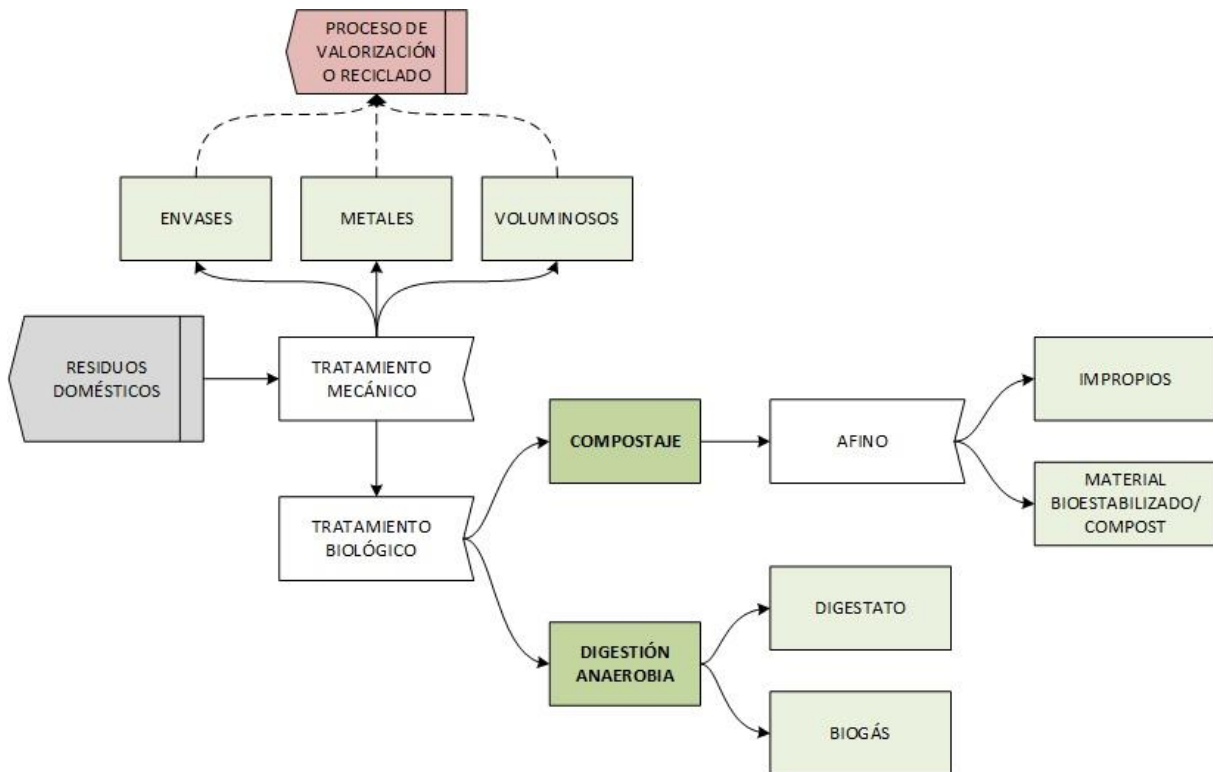 PROCESO DE
VALORIZACIÓN
O RECICLADO
ENVASES
METALES
VOLUMINOSOS
RESIDUOS
DOMÉSTICOS
TRATAMIENTO
MECÁNICO
IMPROPIOS
COMPOSTAJE
AFINO
MATERIAL
BIOESTABILIZADO/
COMPOST
TRATAMIENTO
BIOLÓGICO
DIGESTATO
DIGESTIÓN
ANAEROBIA
BIOGÁS